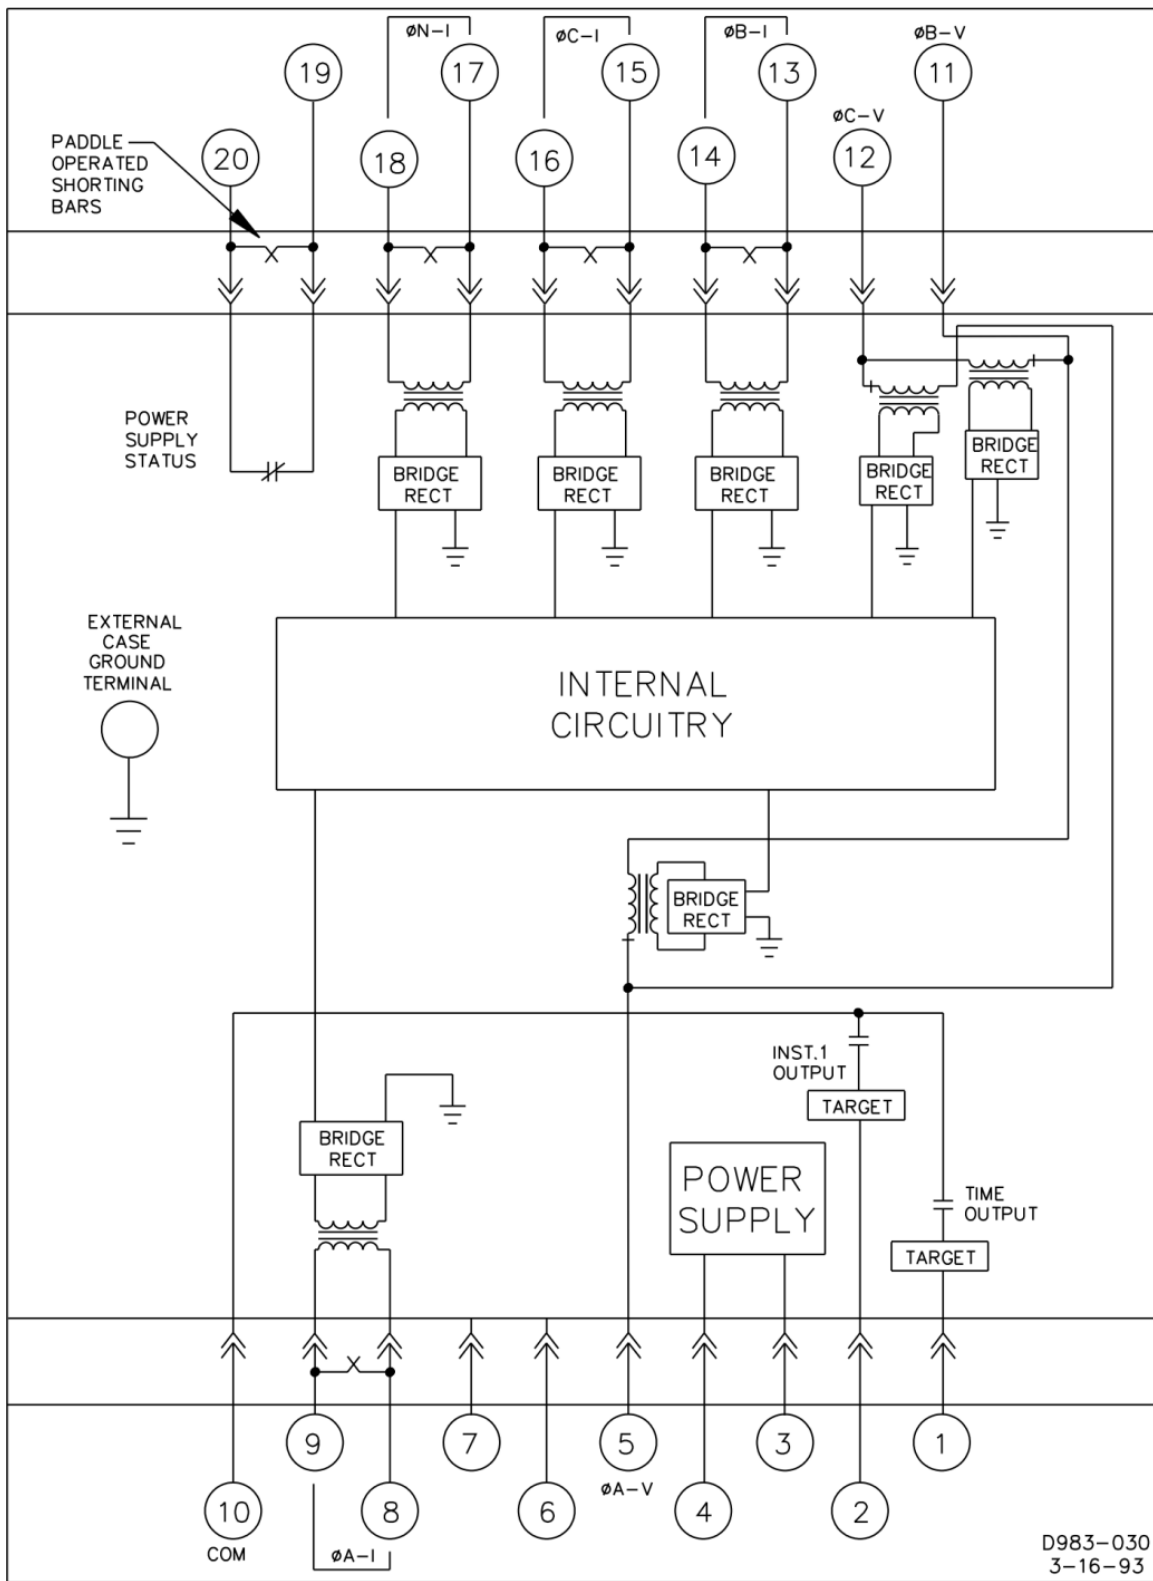 øN-I
øC-I
øB-I
øB-V
19
17
15
13
11
øC-V
PADDLE
OPERATED
SHORTING
BARS
20
18
16
14
12
POWER
SUPPLY
STATUS
BRIDGE
RECT
BRIDGE
RECT
BRIDGE
RECT
BRIDGE
RECT
BRIDGE
RECT
EXTERNAL
CASE
GROUND
TERMINAL
INTERNAL
CIRCUITRY
BRIDGE
RECT
INST.1
OUTPUT
TARGET
BRIDGE
RECT
POWER
SUPPLY
TIME
OUTPUT
TARGET
9
7
5
3
1
øA-V
10
8
6
4
2
COM
øA-I
D983-030
3-16-93